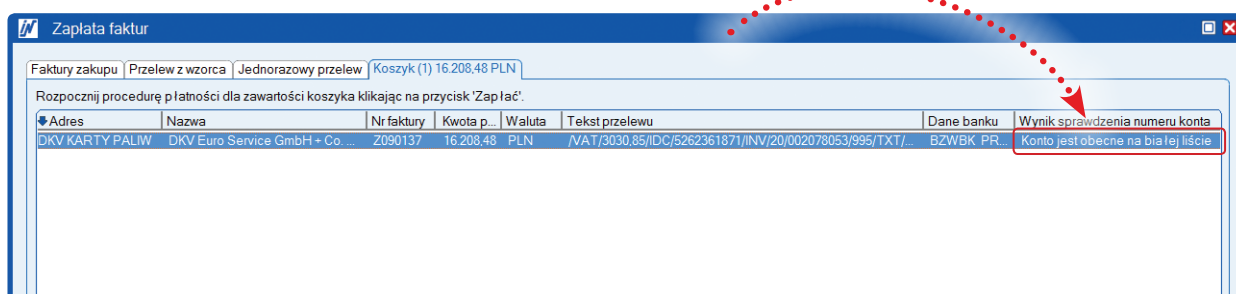 Zapłata faktur
Faktury zakupu Przelew z wzorca Jednorazowy przelew Koszyk (1) 16.208,48 PLN
Rozpocznij procedurę płatności dla zawartości koszyka klikając na przycisk 'Zapłać'.
Adres Nazwa Nr faktury Kwota p... Waluta Tekst przelewu Dane banku Wynik sprawdzenia numeru konta
DKV KARTY PALIW DKV Euro Service GmbH + Co. ... Z090137 16.208,48 PLN /VAT/3030,85/IDC/5262361871/INV/20/002078053/995/TXT/... BZWBK PR... Konto jest obecne na białej liście